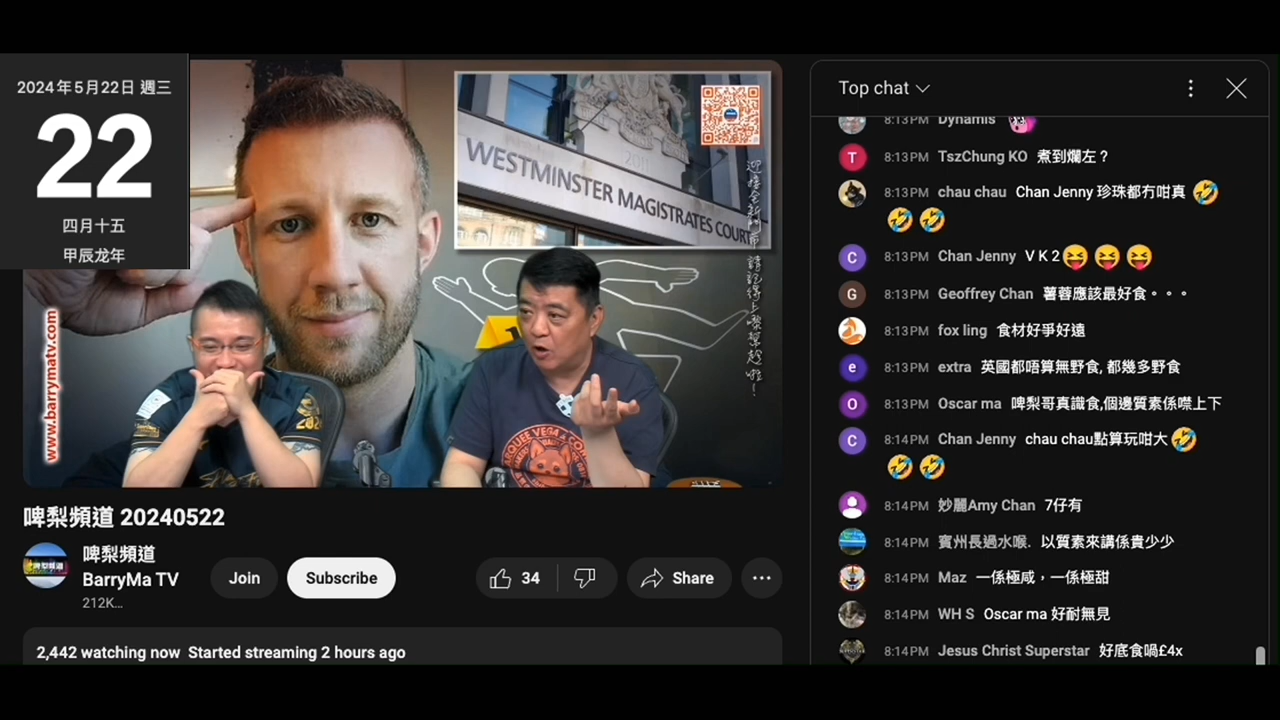 2024年5月22日 週三
22
四月十五
甲辰龙年
2011
WESTMINSTER MAGISTRATES COURT
www.barrymatv.com
MARQUEE VEGA & CO
啤梨頻道 20240522
啤梨頻道
BarryMa TV
212K...
Join
Subscribe
34
Share
2,442 watching now Started streaming 2 hours ago
Top chat
8:13PM Dynamis
T 8:13PM TszChung KO 煮到爛左？
8:13PM chau chau Chan Jenny 珍珠都冇咁真 🤣
🤣 🤣
C 8:13PM Chan Jenny V K 2 😝 😝 😝
G 8:13PM Geoffrey Chan 薯蓉應該最好食。。。
8:13PM fox ling 食材好爭好遠
e 8:13PM extra 英國都唔算無野食, 都幾多野食
O 8:13PM Oscar ma 啤梨哥真識食,個邊質素係噤上下
C 8:14PM Chan Jenny chau chau點算玩咁大 🤣
🤣 🤣
8:14PM 妙麗Amy Chan 7仔有
8:14PM 賓州長過水喉. 以質素來講係貴少少
8:14PM Maz 一係極咸，一係極甜
8:14PM WH S Oscar ma 好耐無見
8:14PM Jesus Christ Superstar 好底食喎£4x